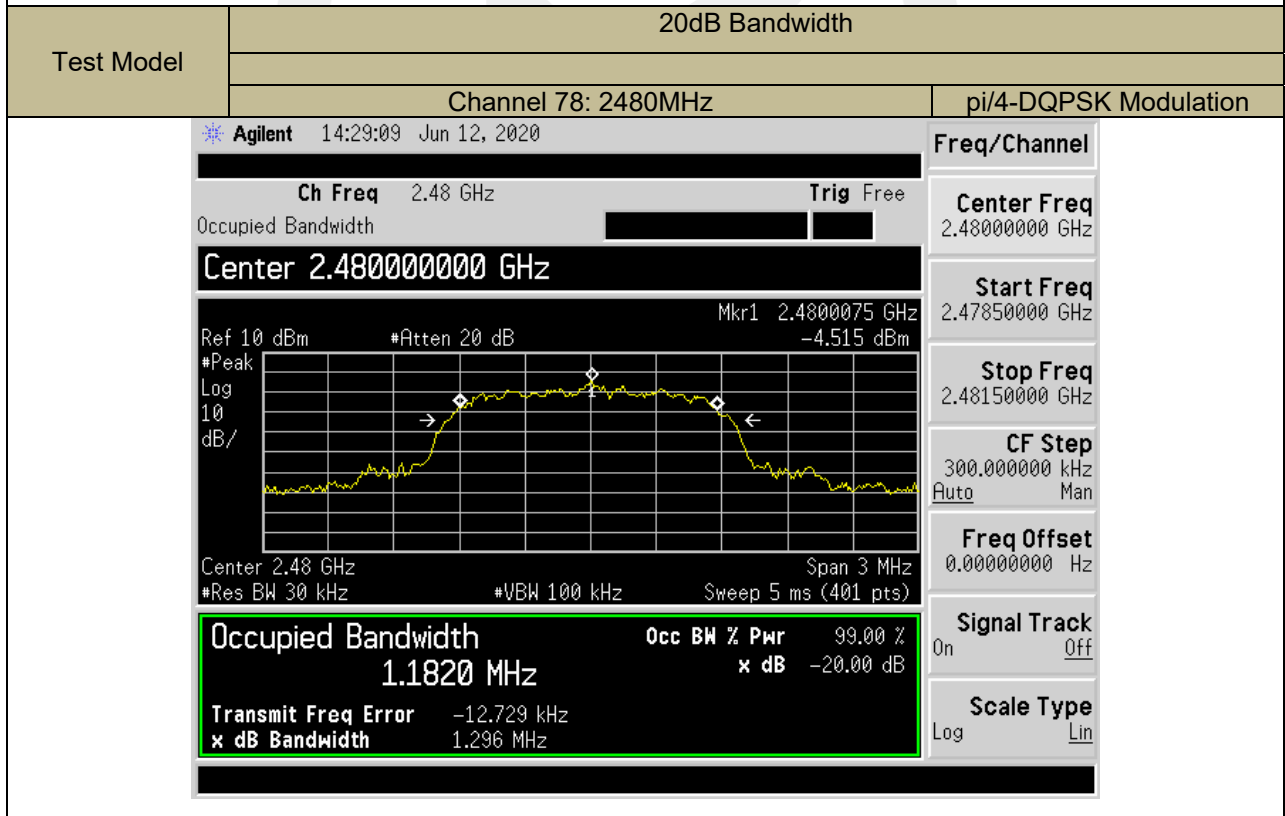 Test Model
20dB Bandwidth
Channel 78: 2480MHz
pi/4-DQPSK Modulation
Agilent 14:29:09 Jun 12, 2020
Ch Freq 2.48 GHz Trig Free
Occupied Bandwidth
Center 2.480000000 GHz
Mkr1 2.4800075 GHz
Ref 10 dBm #Atten 20 dB -4.515 dBm
#Peak
Log
10
dB/
1
Center 2.48 GHz Span 3 MHz
#Res BW 30 kHz #VBW 100 kHz Sweep 5 ms (401 pts)
Occupied Bandwidth Occ BW % Pwr 99.00 %
1.1820 MHz x dB -20.00 dB
Transmit Freq Error -12.729 kHz
x dB Bandwidth 1.296 MHz
Freq/Channel
Center Freq
2.48000000 GHz
Start Freq
2.47850000 GHz
Stop Freq
2.48150000 GHz
CF Step
300.000000 kHz
Auto Man
Freq Offset
0.00000000 Hz
Signal Track
On Off
Scale Type
Log Lin